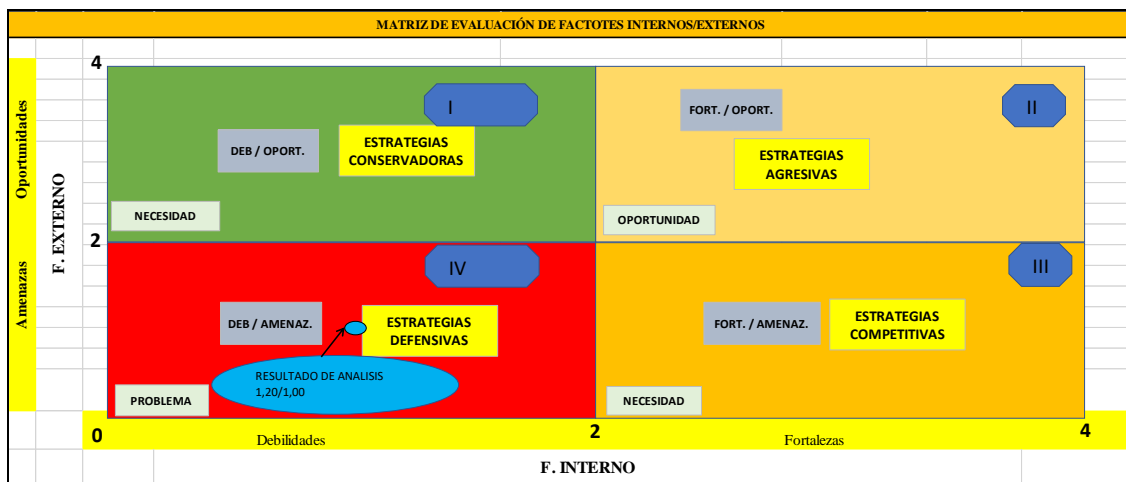 MATRIZ DE EVALUACIÓN DE FACTOTES INTERNOS/EXTERNOS
4
Oportunidades
I
FORT. / OPORT.
II
DEB / OPORT.
ESTRATEGIAS
CONSERVADORAS
ESTRATEGIAS
AGRESIVAS
NECESIDAD
OPORTUNIDAD
F. EXTERNO
2
Amenazas
IV
III
DEB / AMENAZ.
ESTRATEGIAS
DEFENSIVAS
FORT. / AMENAZ.
ESTRATEGIAS
COMPETITIVAS
RESULTADO DE ANALISIS
1,20/1,00
PROBLEMA
NECESIDAD
0
Debilidades
2
Fortalezas
4
F. INTERNO